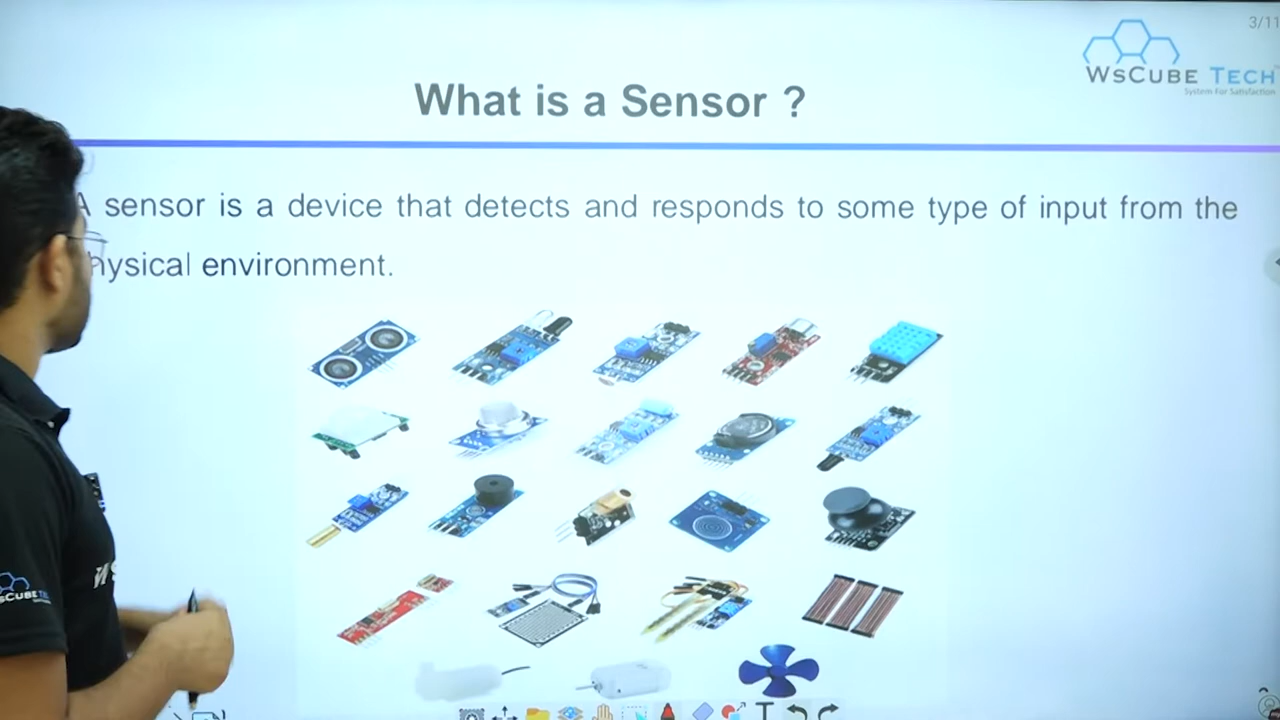 3/11
WsCube Tech
System For Satisfaction
What is a Sensor ?
A sensor is a device that detects and responds to some type of input from the
hysical environment.